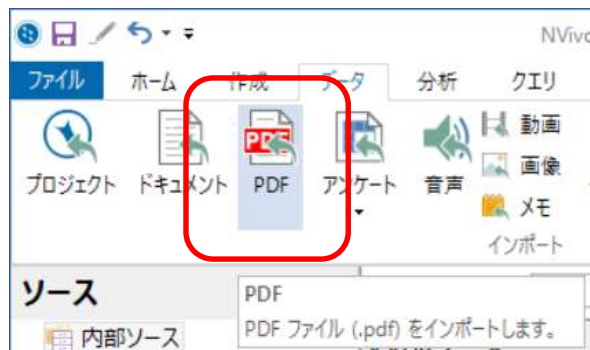 NVivo
ファイル ホーム 作成 データ 分析 クエリ
プロジェクト ドキュメント PDF アンケート 音声
動画
画像
メモ
インポート
ソース
内部ソース
PDF
PDF ファイル (.pdf) をインポートします。